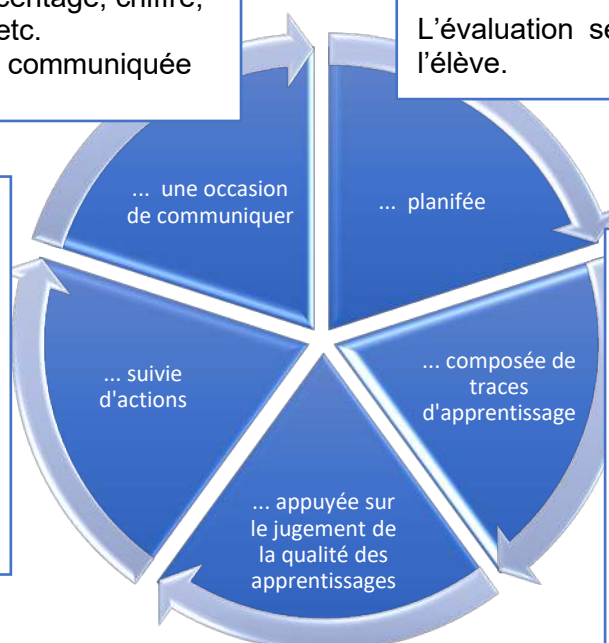 chiffre,
etc.
communiquée
L'évaluation
l'élève.
... une occasion
de communiquer
... planifée
... composée de
traces
d'apprentissage
... appuyée sur
le jugement de
la qualité des
apprentissages
... suivie
d'actions